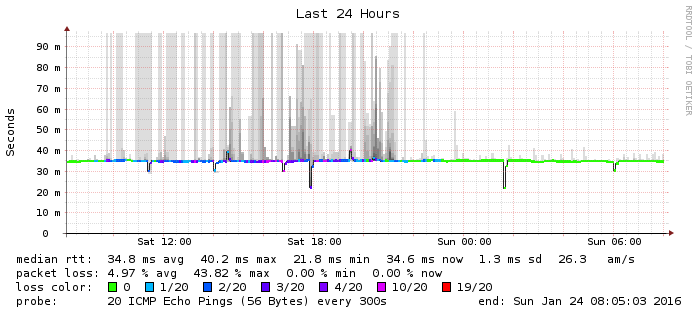 Last 24 Hours
RRDTOOL / TOBI OETIKER
Seconds
90 m
80 m
70 m
60 m
50 m
40 m
30 m
20 m
10 m
0
Sat 12:00 Sat 18:00 Sun 00:00 Sun 06:00
median rtt: 34.8 ms avg 40.2 ms max 21.8 ms min 34.6 ms now 1.3 ms sd 26.3 am/s
packet loss: 4.97 % avg 43.82 % max 0.00 % min 0.00 % now
loss color: 0 1/20 2/20 3/20 4/20 10/20 19/20
probe: 20 ICMP Echo Pings (56 Bytes) every 300s end: Sun Jan 24 08:05:03 2016